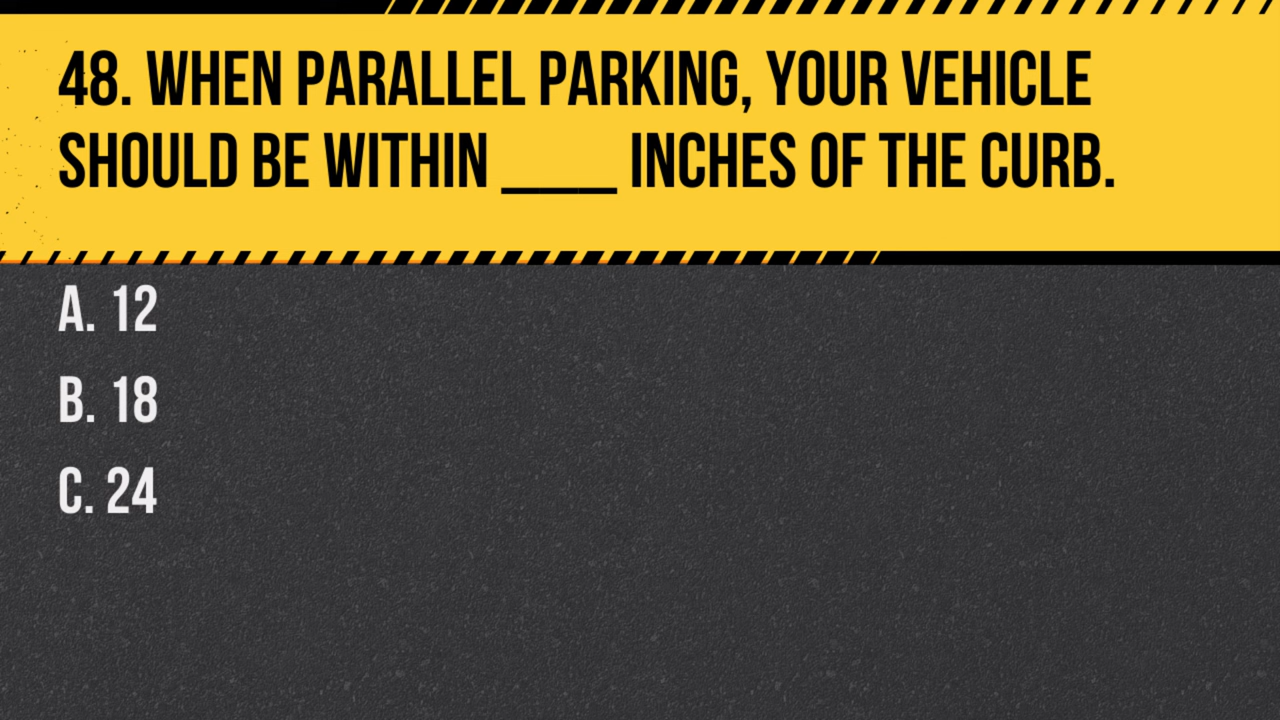 48. WHEN PARALLEL PARKING, YOUR VEHICLE
SHOULD BE WITHIN ____ INCHES OF THE CURB.
A. 12
B. 18
C. 24